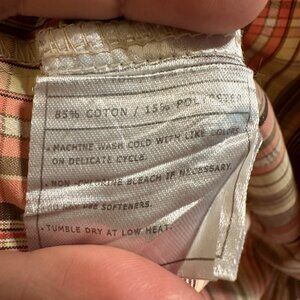 85% COTON / 15% POLYESTER
• MACHINE WASH COLD WITH LIKE COLORS
ON DELICATE CYCLE.
• NON-CHLORINE BLEACH IF NECESSARY.
SOFTENERS.
• TUMBLE DRY AT LOW HEAT.